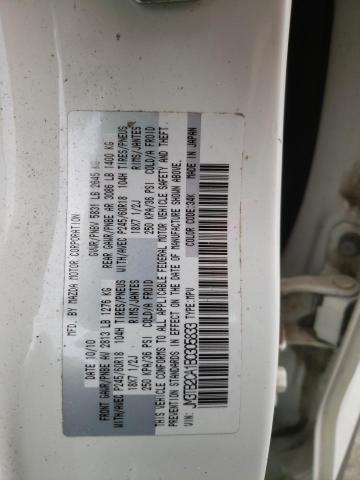 MFD. BY MAZDA MOTOR CORPORATION
DATE: 10/10 GVWR/PNBV 5831 LB 2645 KG
FRONT GAWR/PNBE AV 2813 LB 1276 KG REAR GAWR/PNBE AR 3086 LB 1400 KG
WITH/AVEC P245/60R18 104H TIRES/PNEUS WITH/AVEC P245/60R18 104H TIRES/PNEUS
18X7 1/2J RIMS/JANTES 18X7 1/2J RIMS/JANTES
250 KPA/36 PSI COLD/A FROID 250 KPA/36 PSI COLD/A FROID
THIS VEHICLE CONFORMS TO ALL APPLICABLE FEDERAL MOTOR VEHICLE SAFETY AND THEFT
PREVENTION STANDARDS IN EFFECT ON THE DATE OF MANUFACTURE SHOWN ABOVE.
JM3TB2CA1B0305833 COLOR CODE:34K MADE IN JAPAN
VIN: TYPE:MPV